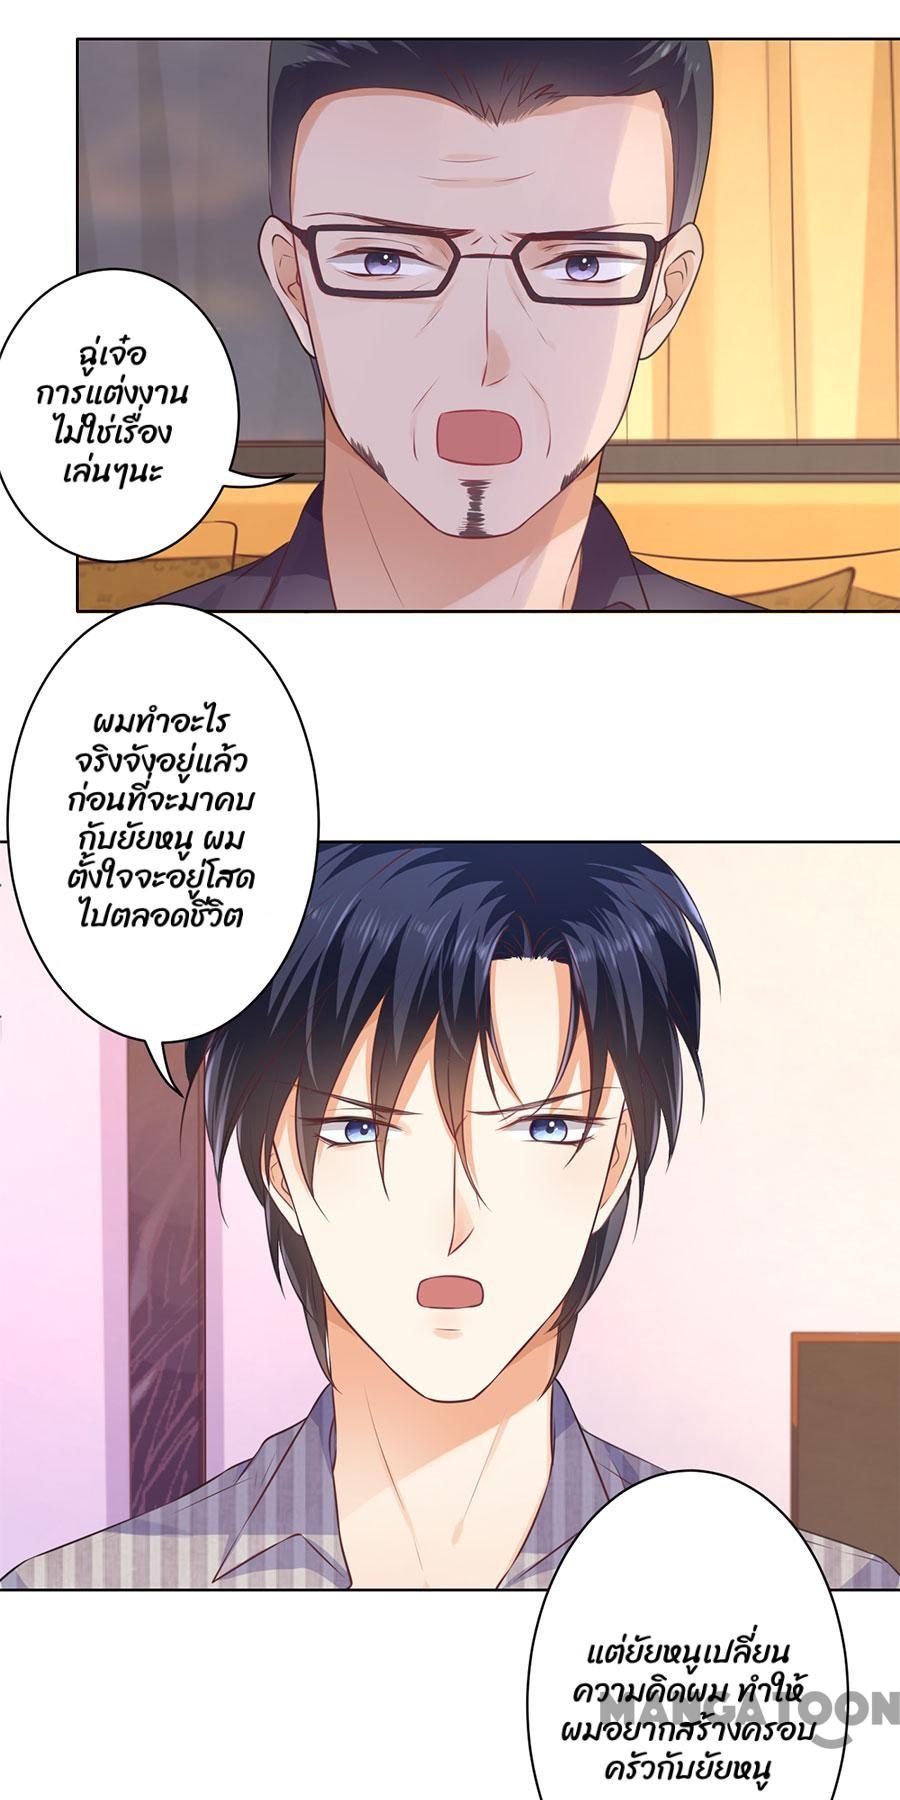 ฉู่เจ๋อ
การแต่งงาน
ไม่ใช่เรื่อง
เล่นๆนะ
ผมทำอะไร
จริงจังอยู่แล้ว
ก่อนที่จะมาคบ
กับยัยหนู ผม
ตั้งใจจะอยู่โสด
ไปตลอดชีวิต
แต่ยัยหนูเปลี่ยน
ความคิดผม ทำให้
ผมอยากสร้างครอบ
ครัวกับยัยหนู
MANGATOON